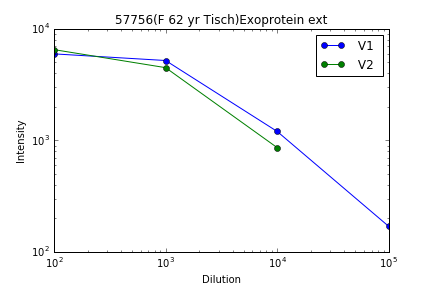 57756(F 62 yr Tisch)Exoprotein ext
10^4
10^3
10^2
Intensity
V1
V2
10^2 10^3 10^4 10^5
Dilution